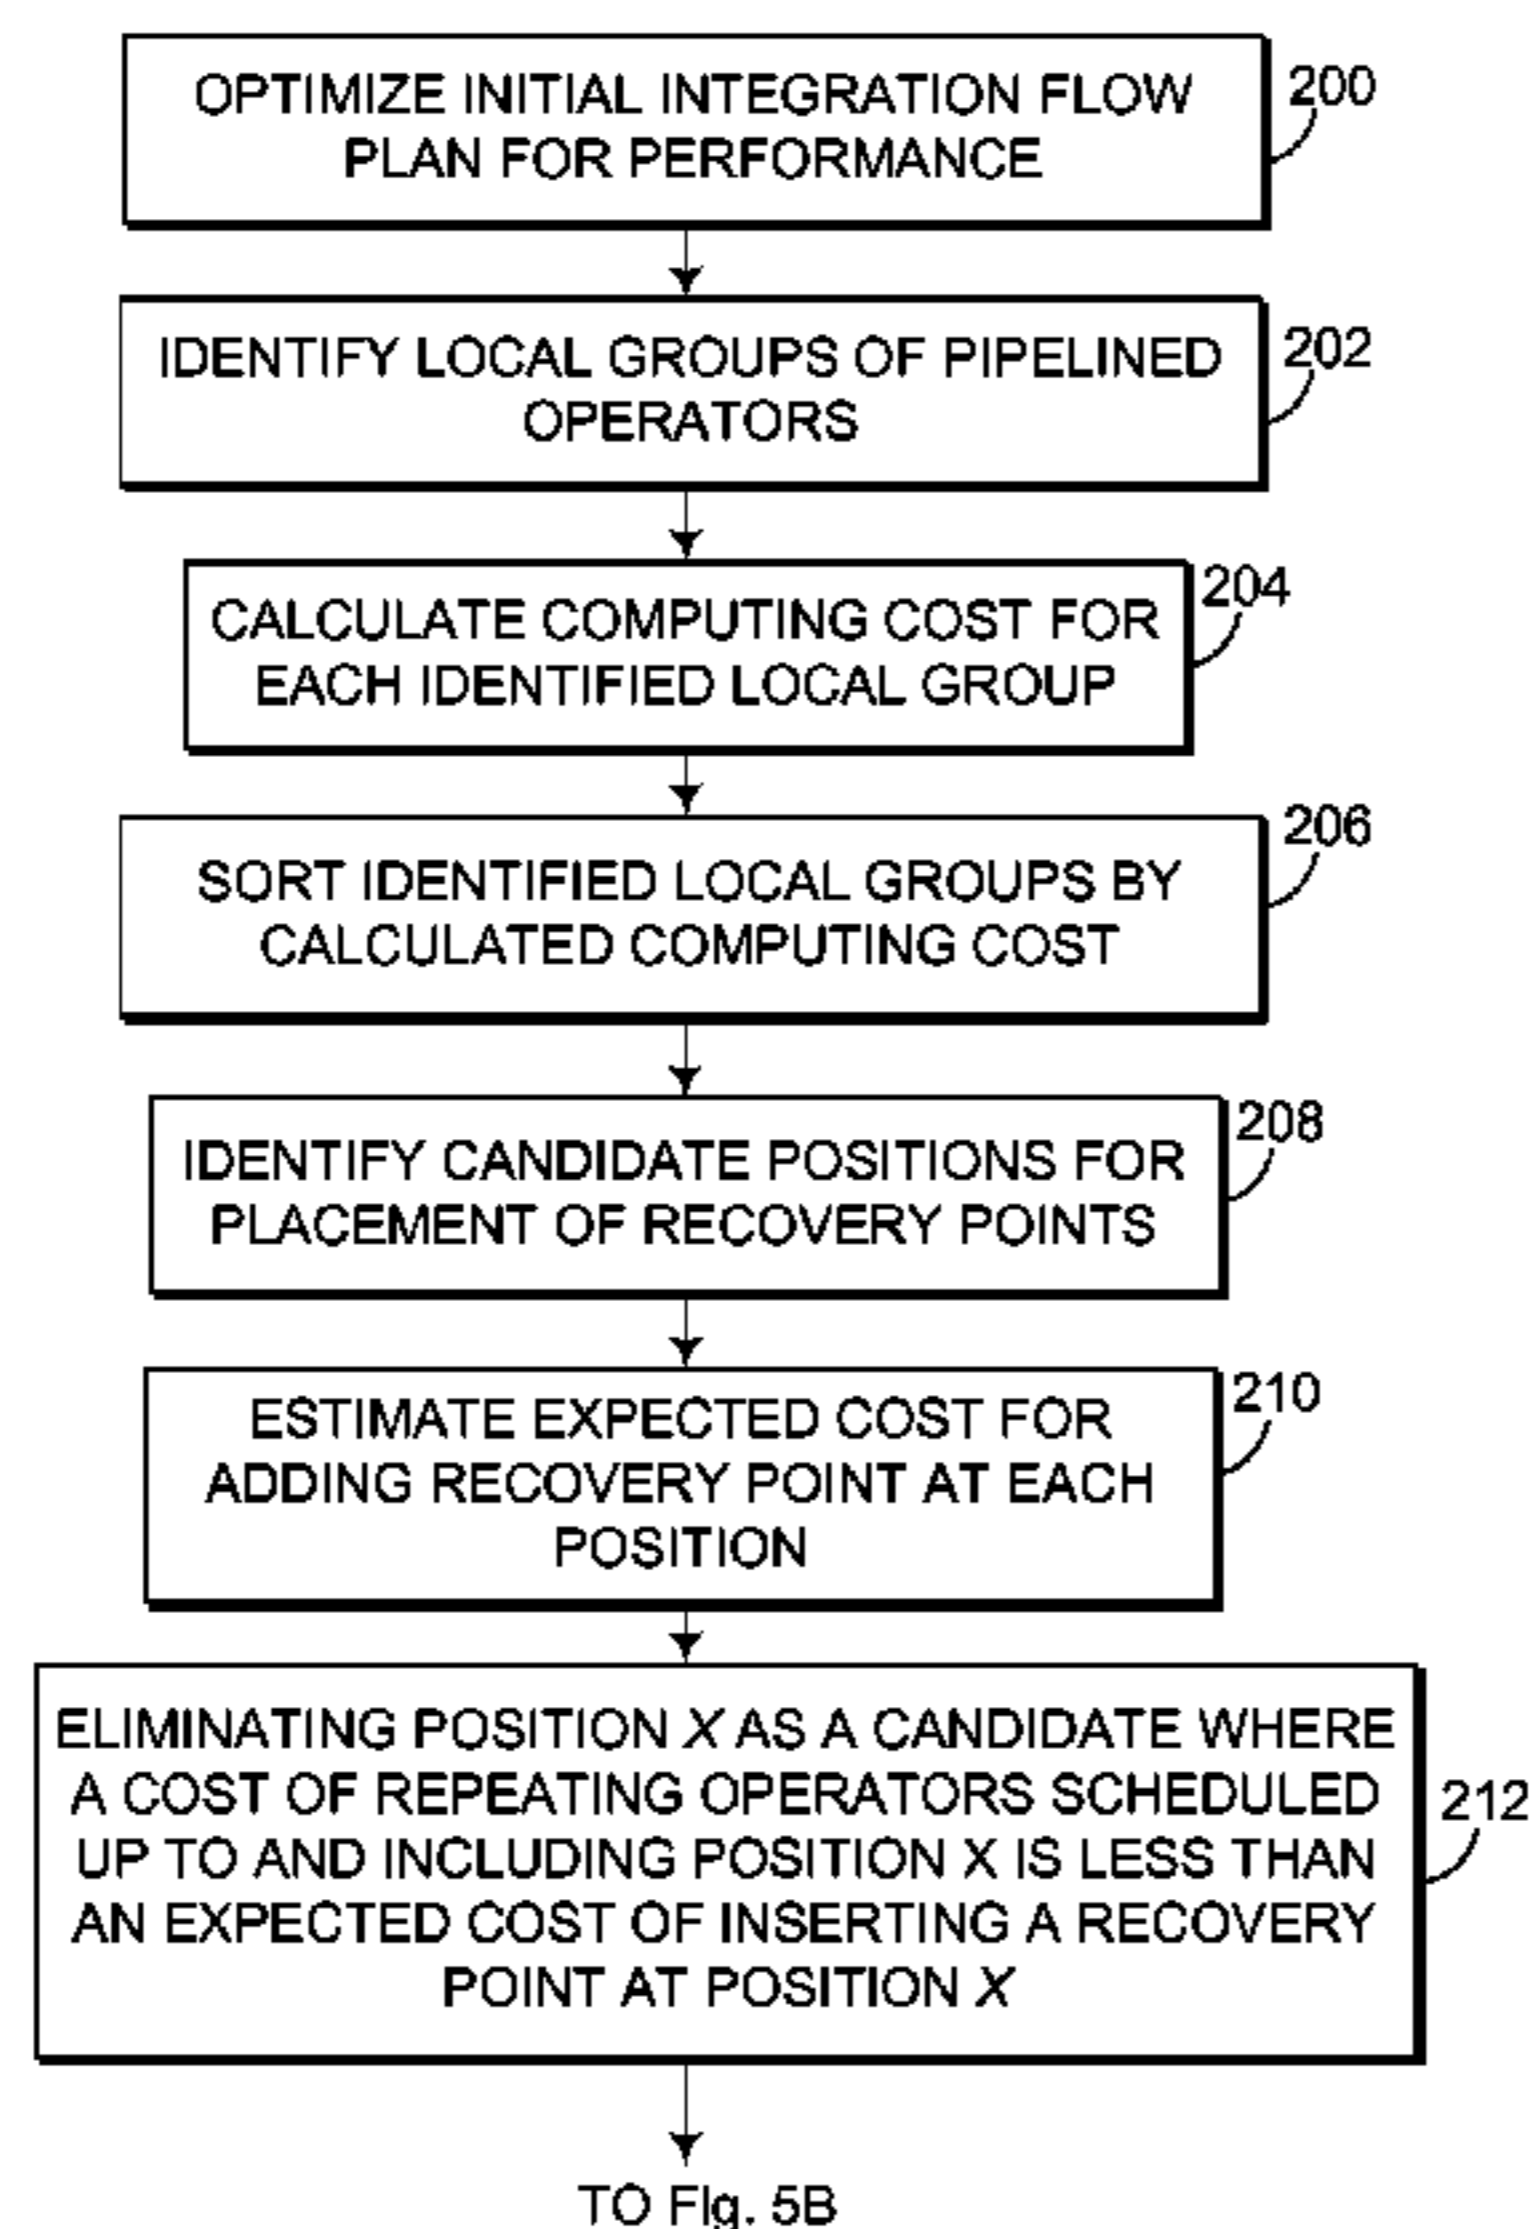 OPTIMIZE INITIAL INTEGRATION FLOW
PLAN FOR PERFORMANCE
200
IDENTIFY LOCAL GROUPS OF PIPELINED
OPERATORS
202
CALCULATE COMPUTING COST FOR
EACH IDENTIFIED LOCAL GROUP
204
SORT IDENTIFIED LOCAL GROUPS BY
CALCULATED COMPUTING COST
206
IDENTIFY CANDIDATE POSITIONS FOR
PLACEMENT OF RECOVERY POINTS
208
ESTIMATE EXPECTED COST FOR
ADDING RECOVERY POINT AT EACH
POSITION
210
ELIMINATING POSITION X AS A CANDIDATE WHERE
A COST OF REPEATING OPERATORS SCHEDULED
UP TO AND INCLUDING POSITION X IS LESS THAN
AN EXPECTED COST OF INSERTING A RECOVERY
POINT AT POSITION X
212
TO FIg. 5B